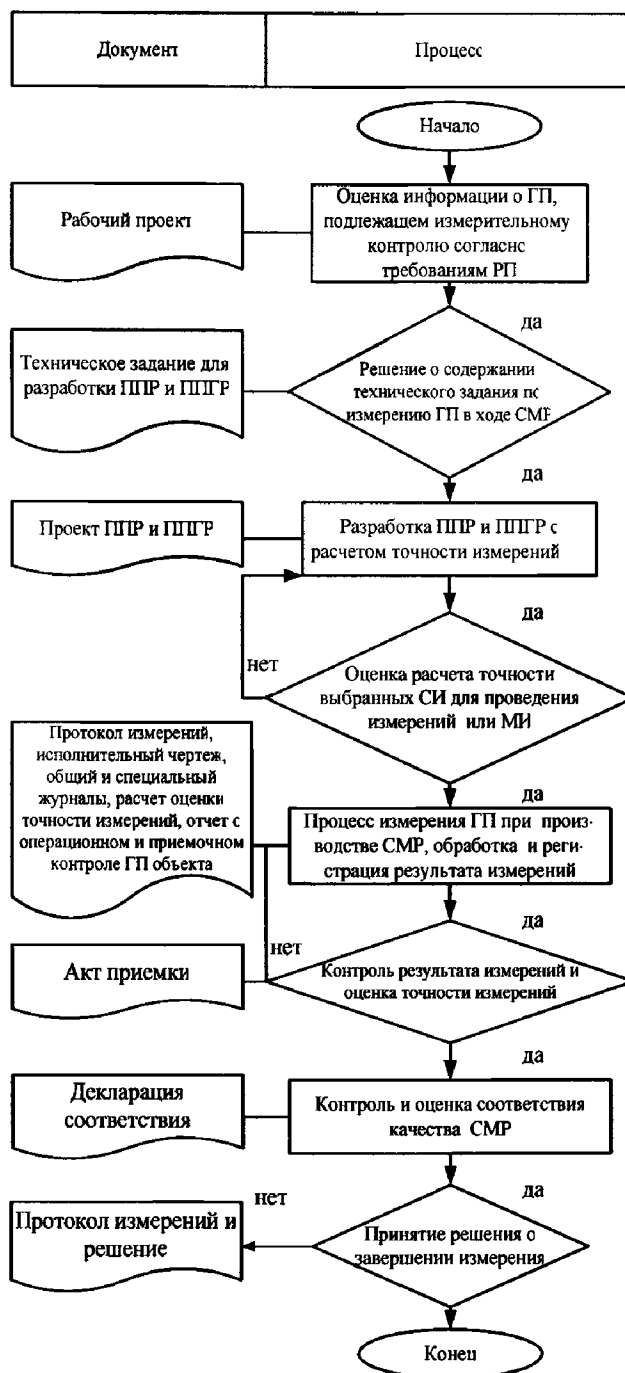 Документ
Процесс
Начало
Рабочий проект
Оценка информации о ГП,
подлежащем измерительному
контролю согласно
требованиям РП
да
Техническое задание для
разработки ППР и ППГР
Решение о содержании
технического задания по
измерению ГП в ходе СМР
да
Проект ППР и ППГР
Разработка ППР и ППГР с
расчетом точности измерений
да
нет
Оценка расчета точности
выбранных СИ для проведения
измерений или МИ
Протокол измерений,
исполнительный чертеж,
общий и специальный
журналы, расчет оценки
точности измерений, отчет с
операционном и приемочном
контроле ГП объекта
да
Процесс измерения ГП при произ-
водстве СМР, обработка и реги-
страция результата измерений
да
нет
Акт приемки
Контроль результата измерений и
оценка точности измерений
да
Декларация
соответствия
Контроль и оценка соответствия
качества СМР
нет
да
Протокол измерений и
решение
Принятие решения о
завершении измерения
Конец